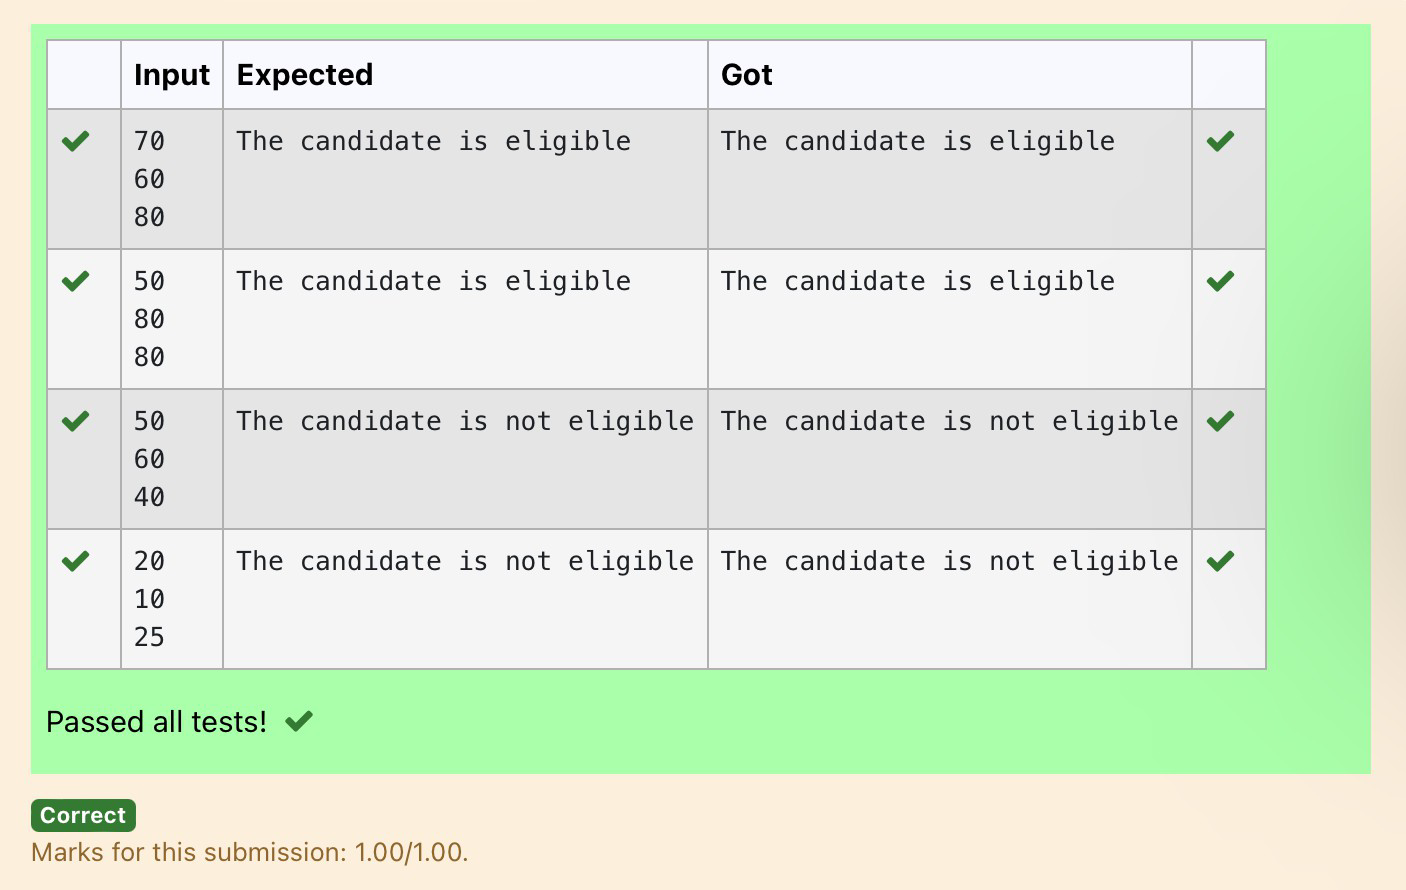 Input Expected Got
70 The candidate is eligible The candidate is eligible
60
80
50 The candidate is eligible The candidate is eligible
80
80
50 The candidate is not eligible The candidate is not eligible
60
40
20 The candidate is not eligible The candidate is not eligible
10
25
Passed all tests!
Correct
Marks for this submission: 1.00/1.00.